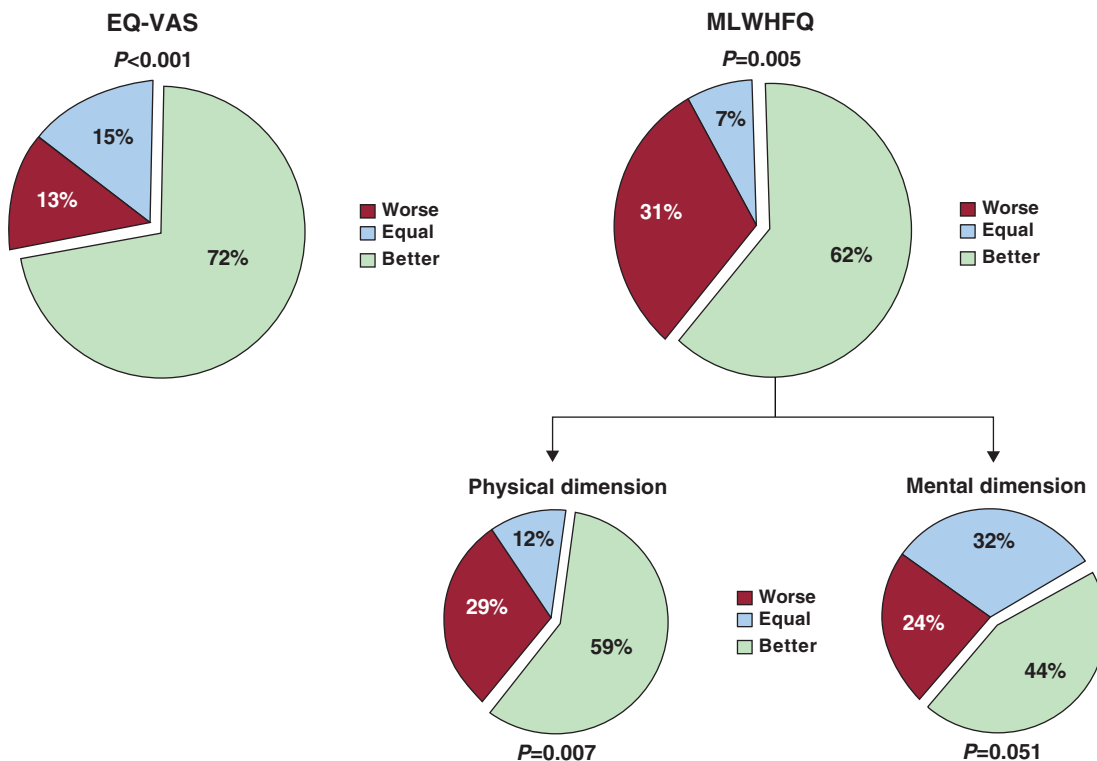 EQ-VAS
P<0.001
15%
13%
72%
Worse
Equal
Better
MLWHFQ
P=0.005
7%
31%
62%
Worse
Equal
Better
Physical dimension
12%
29%
59%
P=0.007
Worse
Equal
Better
Mental dimension
32%
24%
44%
P=0.051